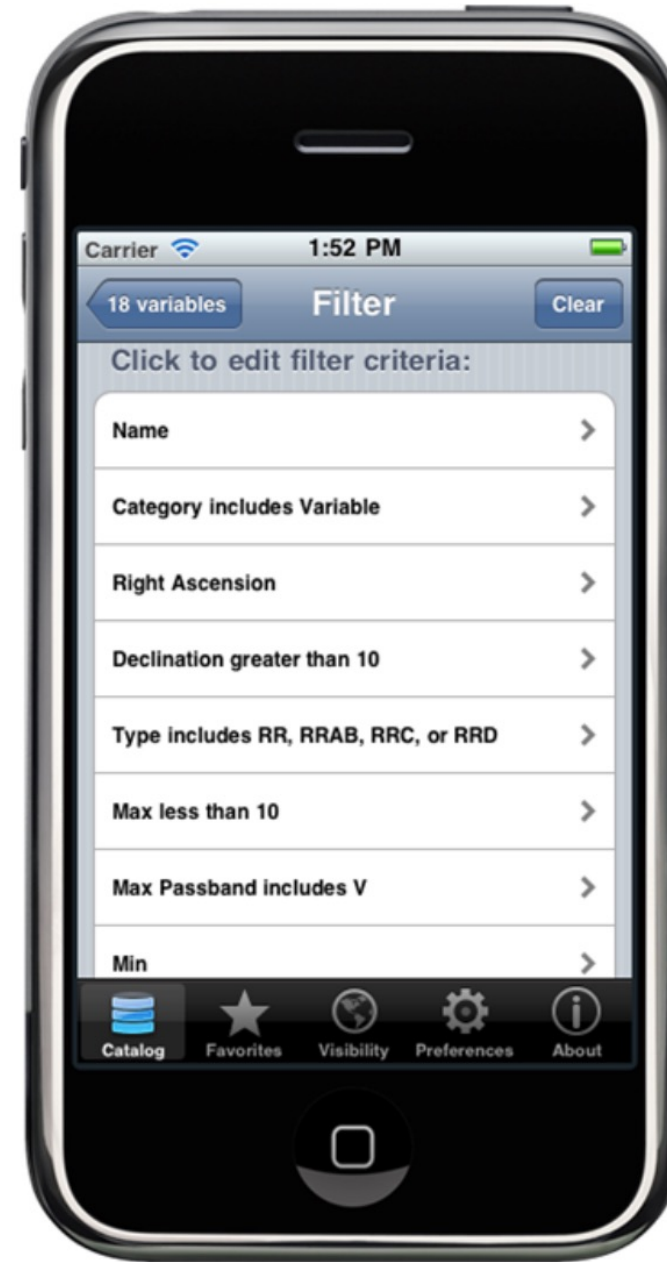 Carrier 1:52 PM
18 variables Filter Clear
Click to edit filter criteria:
Name
Category includes Variable
Right Ascension
Declination greater than 10
Type includes RR, RRAB, RRC, or RRD
Max less than 10
Max Passband includes V
Min
Catalog Favorites Visibility Preferences About